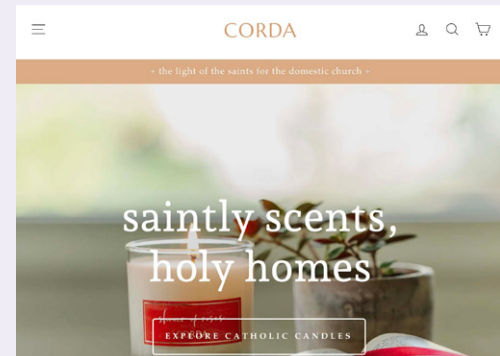 CORDA
+ the light of the saints for the domestic church +
saintly scents,
holy homes
EXPLORE CATHOLIC CANDLES